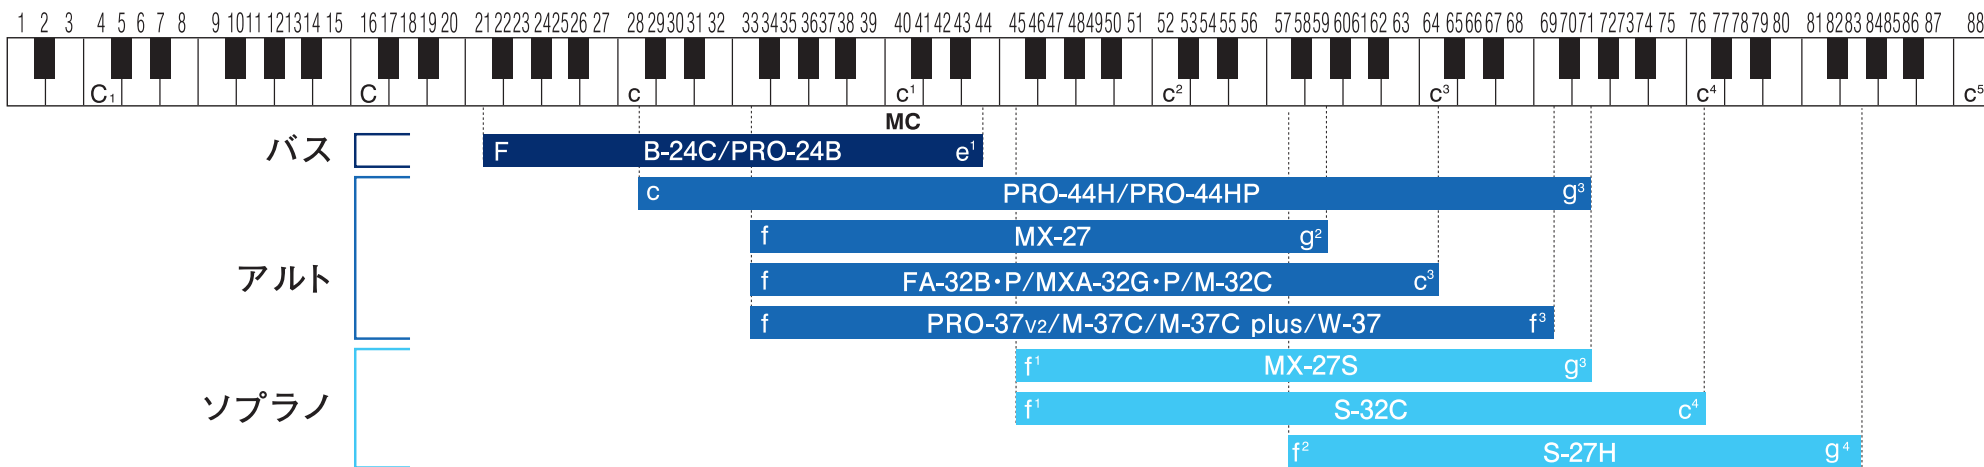 1 2 3 4 5 6 7 8 9 10 11 12 13 14 15 16 17 18 19 20 21 22 23 24 25 26 27 28 29 30 31 32 33 34 35 36 37 38 39 40 41 42 43 44 45 46 47 48 49 50 51 52 53 54 55 56 57 58 59 60 61 62 63 64 65 66 67 68 69 70 71 72 73 74 75 76 77 78 79 80 81 82 83 84 85 86 87 88
C₁ C c c¹ c² c³ c⁴ c⁵
MC
バス F B-24C/PRO-24B e¹
c PRO-44H/PRO-44HP g³
f MX-27 g²
アルト f FA-32B・P/MXA-32G・P/M-32C c³
f PRO-37V2/M-37C/M-37C plus/W-37 f³
f¹ MX-27S g³
ソプラノ f¹ S-32C c⁴
f² S-27H g⁴